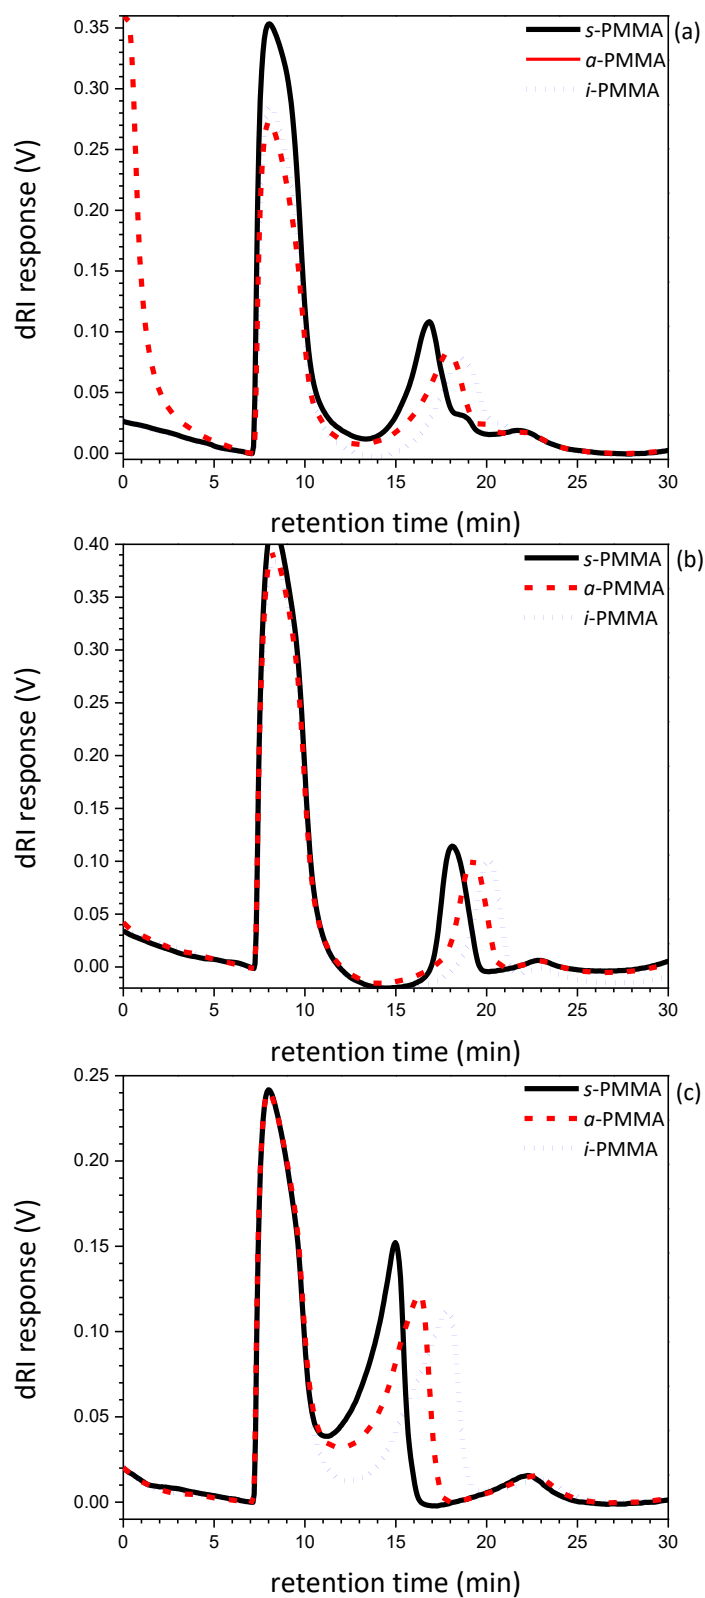 0.35
0.30
0.25
0.20
0.15
0.10
0.05
0.00
dRI response (V)
s-PMMA
a-PMMA
i-PMMA
(a)
0 5 10 15 20 25 30
retention time (min)
0.40
0.35
0.30
0.25
0.20
0.15
0.10
0.05
0.00
dRI response (V)
s-PMMA
a-PMMA
i-PMMA
(b)
0 5 10 15 20 25 30
retention time (min)
0.25
0.20
0.15
0.10
0.05
0.00
dRI response (V)
s-PMMA
a-PMMA
i-PMMA
(c)
0 5 10 15 20 25 30
retention time (min)